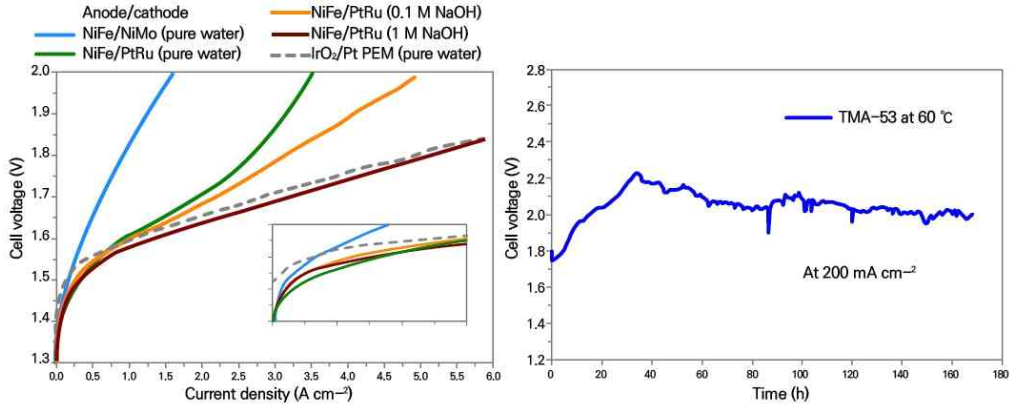 Anode/cathode
NiFe/NiMo (pure water)
NiFe/PtRu (pure water)
NiFe/PtRu (0.1 M NaOH)
NiFe/PtRu (1 M NaOH)
IrO₂/Pt PEM (pure water)
Cell voltage (V)
2.0
1.9
1.8
1.7
1.6
1.5
1.4
1.3
0.0 0.5 1.0 1.5 2.0 2.5 3.0 3.5 4.0 4.5 5.0 5.5 6.0
Current density (A cm⁻²)
Cell voltage (V)
2.8
2.6
2.4
2.2
2.0
1.8
1.6
1.4
1.2
TMA-53 at 60 ℃
At 200 mA cm⁻²
0 20 40 60 80 100 120 140 160 180
Time (h)